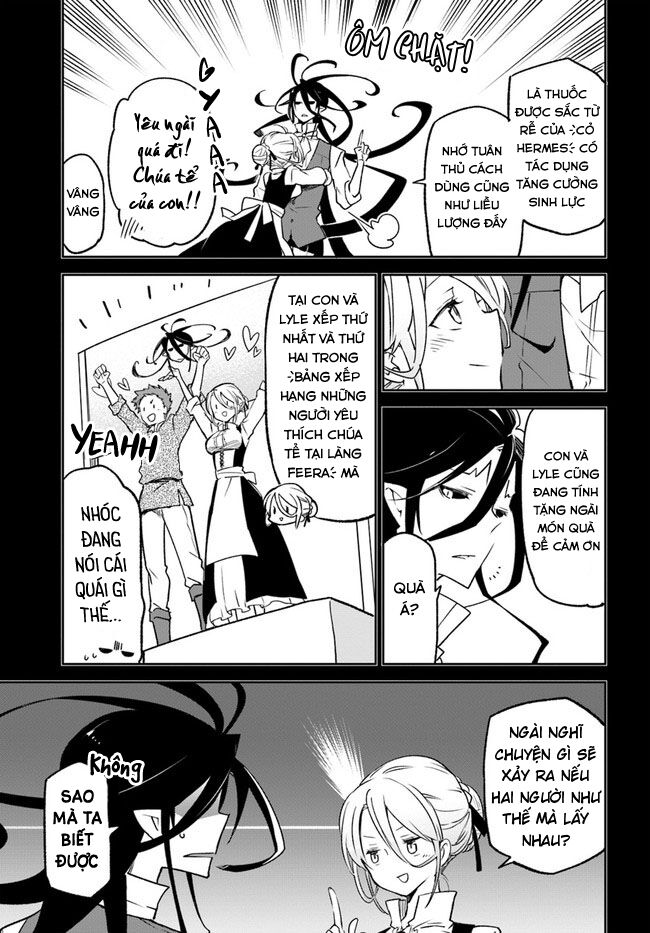 LÀ THUỐC
ĐƯỢC SẮC TỪ
RỄ CỦA >CỎ
HERMES< CÓ
TÁC DỤNG
TĂNG CƯỜNG
SINH LỰC
NHỚ TUÂN
THỦ CÁCH
DÙNG CŨNG
NHƯ LIỀU
LƯỢNG ĐẤY
ÔM CHẶT!
YAAA
Yêu ngài
quá đi!
Chúa tể
của con!!
VÂNG
VÂNG
CON VÀ
LYLE CŨNG
ĐANG TÍNH
TẶNG NGÀI
MÓN QUÀ
ĐỂ CẢM ƠN
QUÀ
Á?
TẠI CON VÀ
LYLE XẾP THỨ
NHẤT VÀ THỨ
HAI TRONG
>BẢNG XẾP
HẠNG NHỮNG
NGƯỜI YÊU
THÍCH CHÚA
TỂ TẠI LÀNG
FEERA< MÀ
YEAHH
NHÓC
ĐANG
NÓI CÁI
QUÁI GÌ
THẾ...
NGÀI NGHĨ
CHUYỆN GÌ SẼ
XẢY RA NẾU
HAI NGƯỜI NHƯ
THẾ MÀ LẤY
NHAU?
Không
SAO
MÀ TA
BIẾT
ĐƯỢC